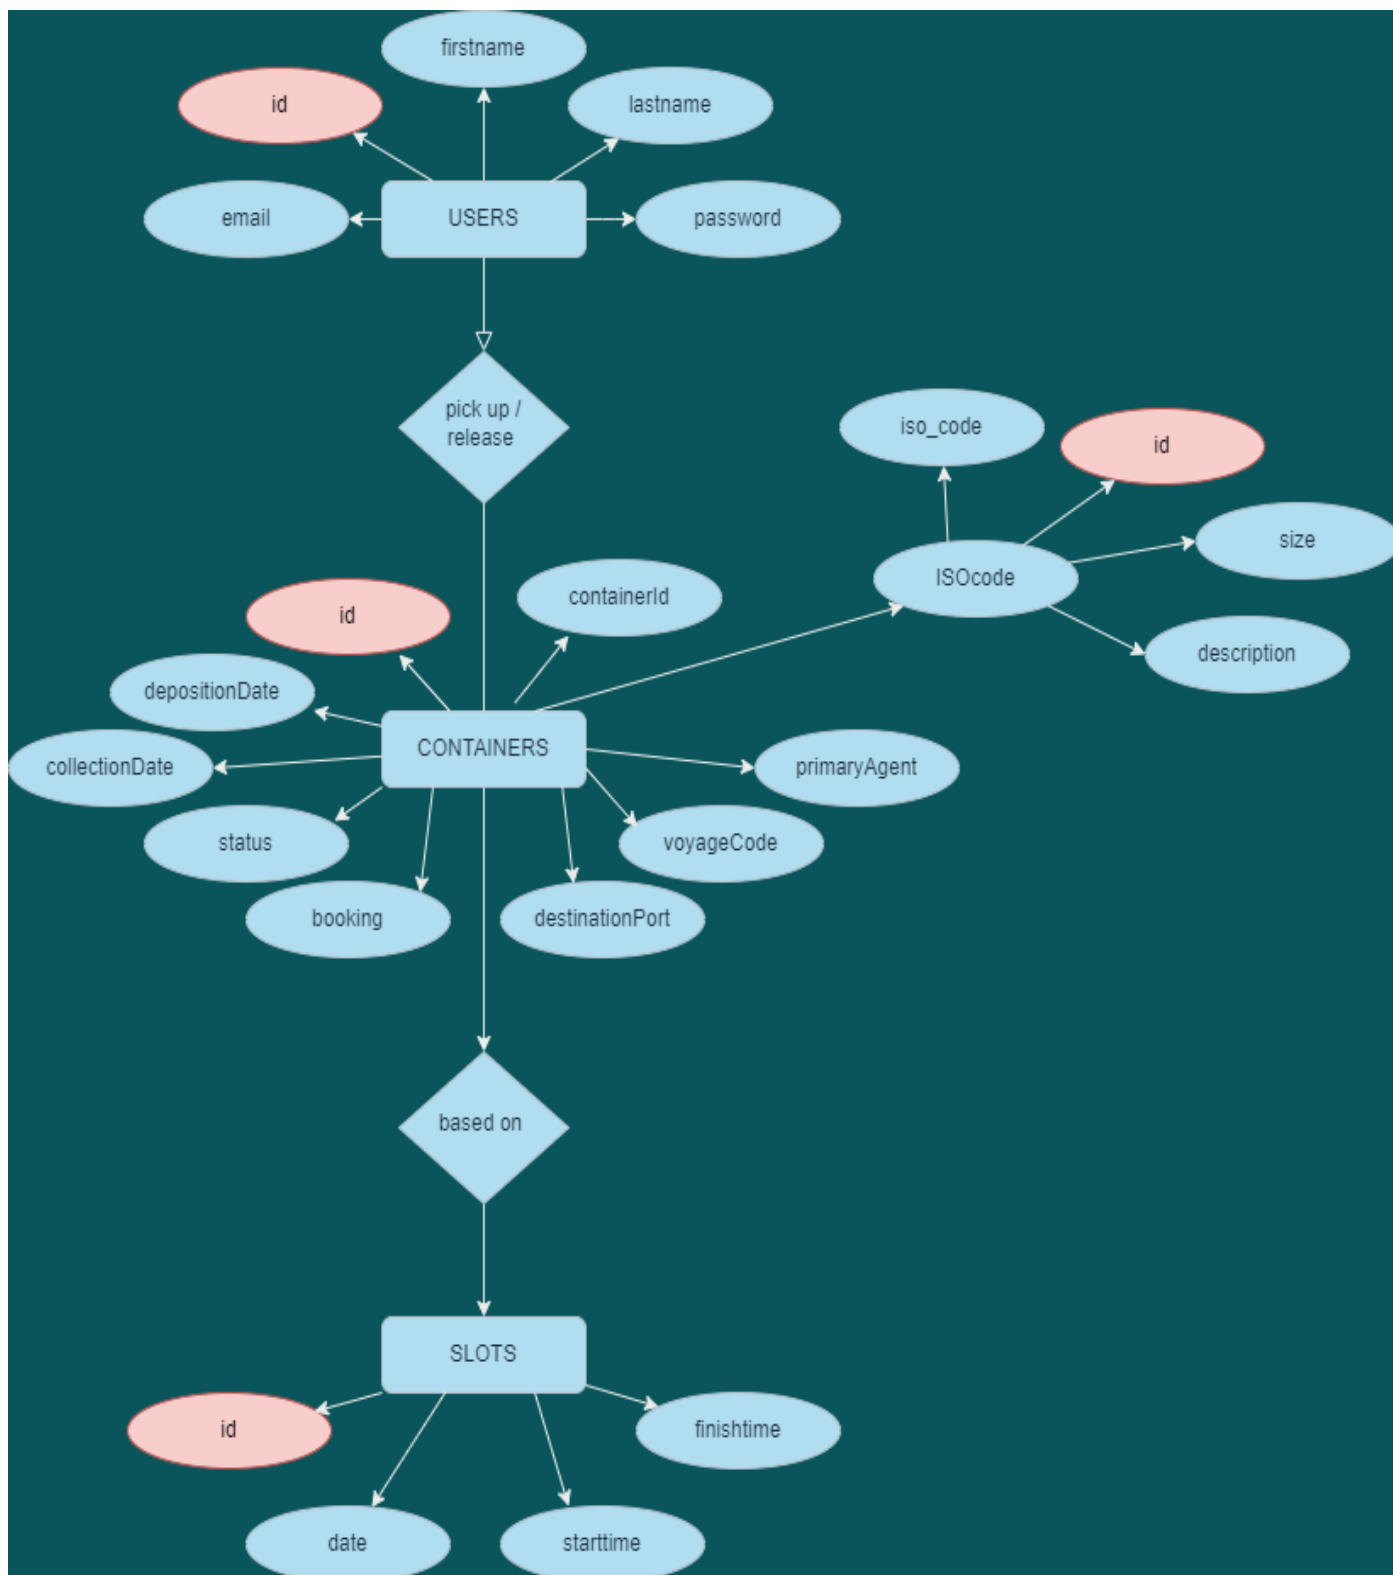 firstname
id
lastname
email
USERS
password
pick up /
release
iso_code
id
size
ISOcode
description
containerId
id
depositionDate
collectionDate
CONTAINERS
primaryAgent
status
voyageCode
booking
destinationPort
based on
SLOTS
id
finishtime
date
starttime